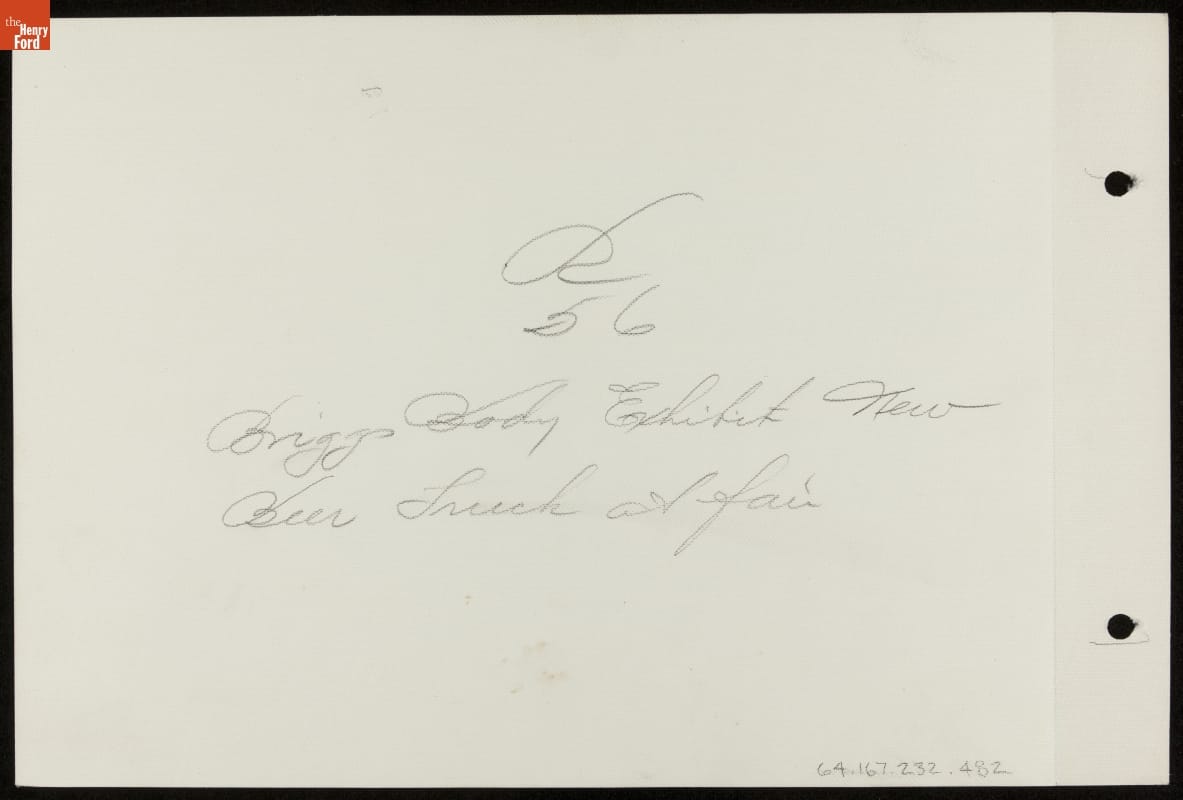 the
Henry
Ford
R
56
Briggs Body Exhibit New
Beer Truck at fair
64.167.232.482